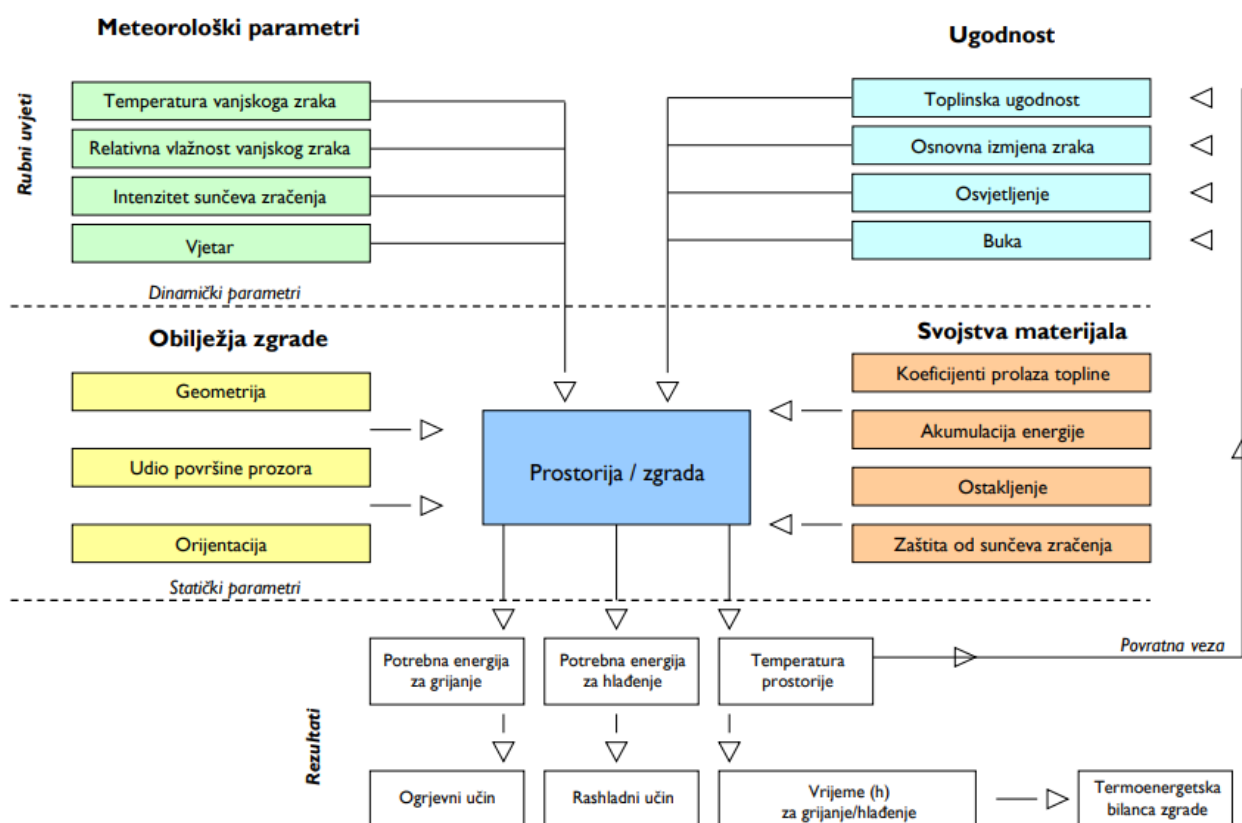 Meteorološki parametri
Ugodnost
Rubni uvjeti
Temperatura vanjskoga zraka
Relativna vlažnost vanjskog zraka
Intenzitet sunčeva zračenja
Vjetar
Toplinska ugodnost
Osnovna izmjena zraka
Osvjetljenje
Buka
Dinamički parametri
Obilježja zgrade
Svojstva materijala
Geometrija
Udio površine prozora
Orijentacija
Prostorija / zgrada
Koeficijenti prolaza topline
Akumulacija energije
Ostakljenje
Zaštita od sunčeva zračenja
Statički parametri
Rezultati
Potrebna energija
za grijanje
Potrebna energija
za hlađenje
Temperatura
prostorije
Povratna veza
Ogrjevni učin
Rashladni učin
Vrijeme (h)
za grijanje/hlađenje
Termoenergetska
bilanca zgrade